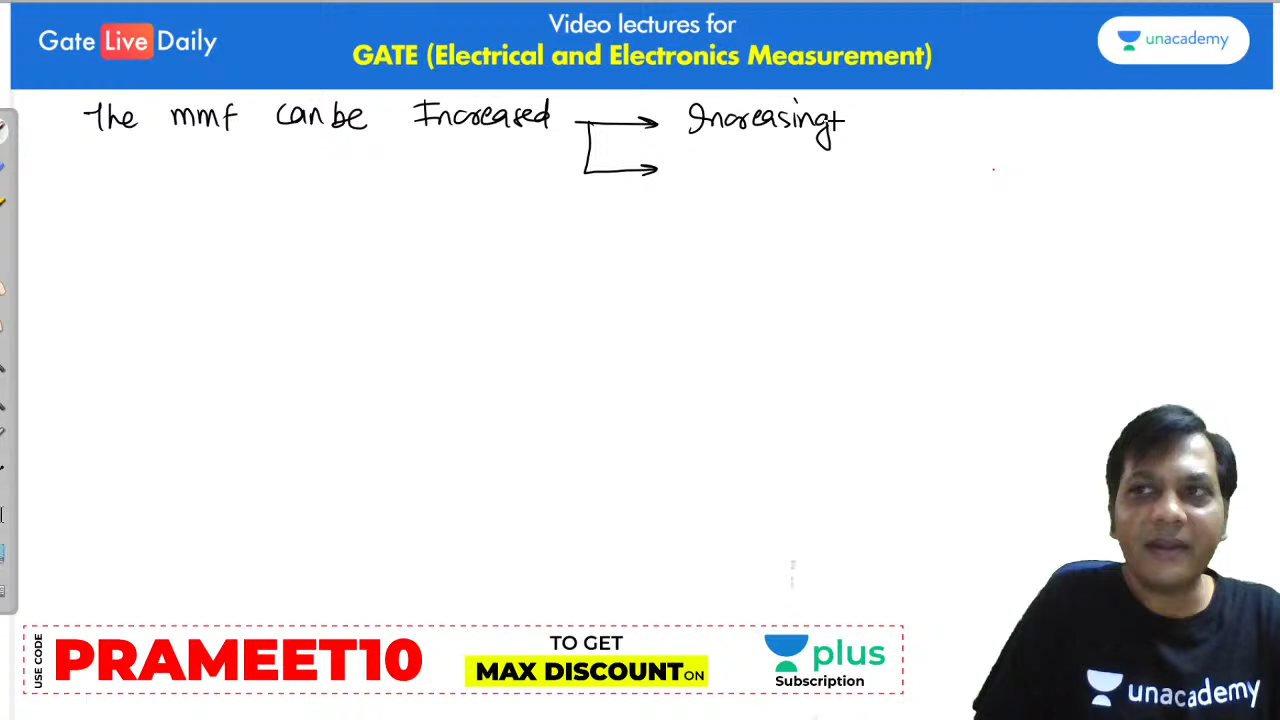 Gate Live Daily
Video lectures for
GATE (Electrical and Electronics Measurement)
unacademy
The mmf can be Increased → Increasing
→
USE CODE
PRAMEET10
TO GET
MAX DISCOUNT ON
plus
Subscription
unacademy